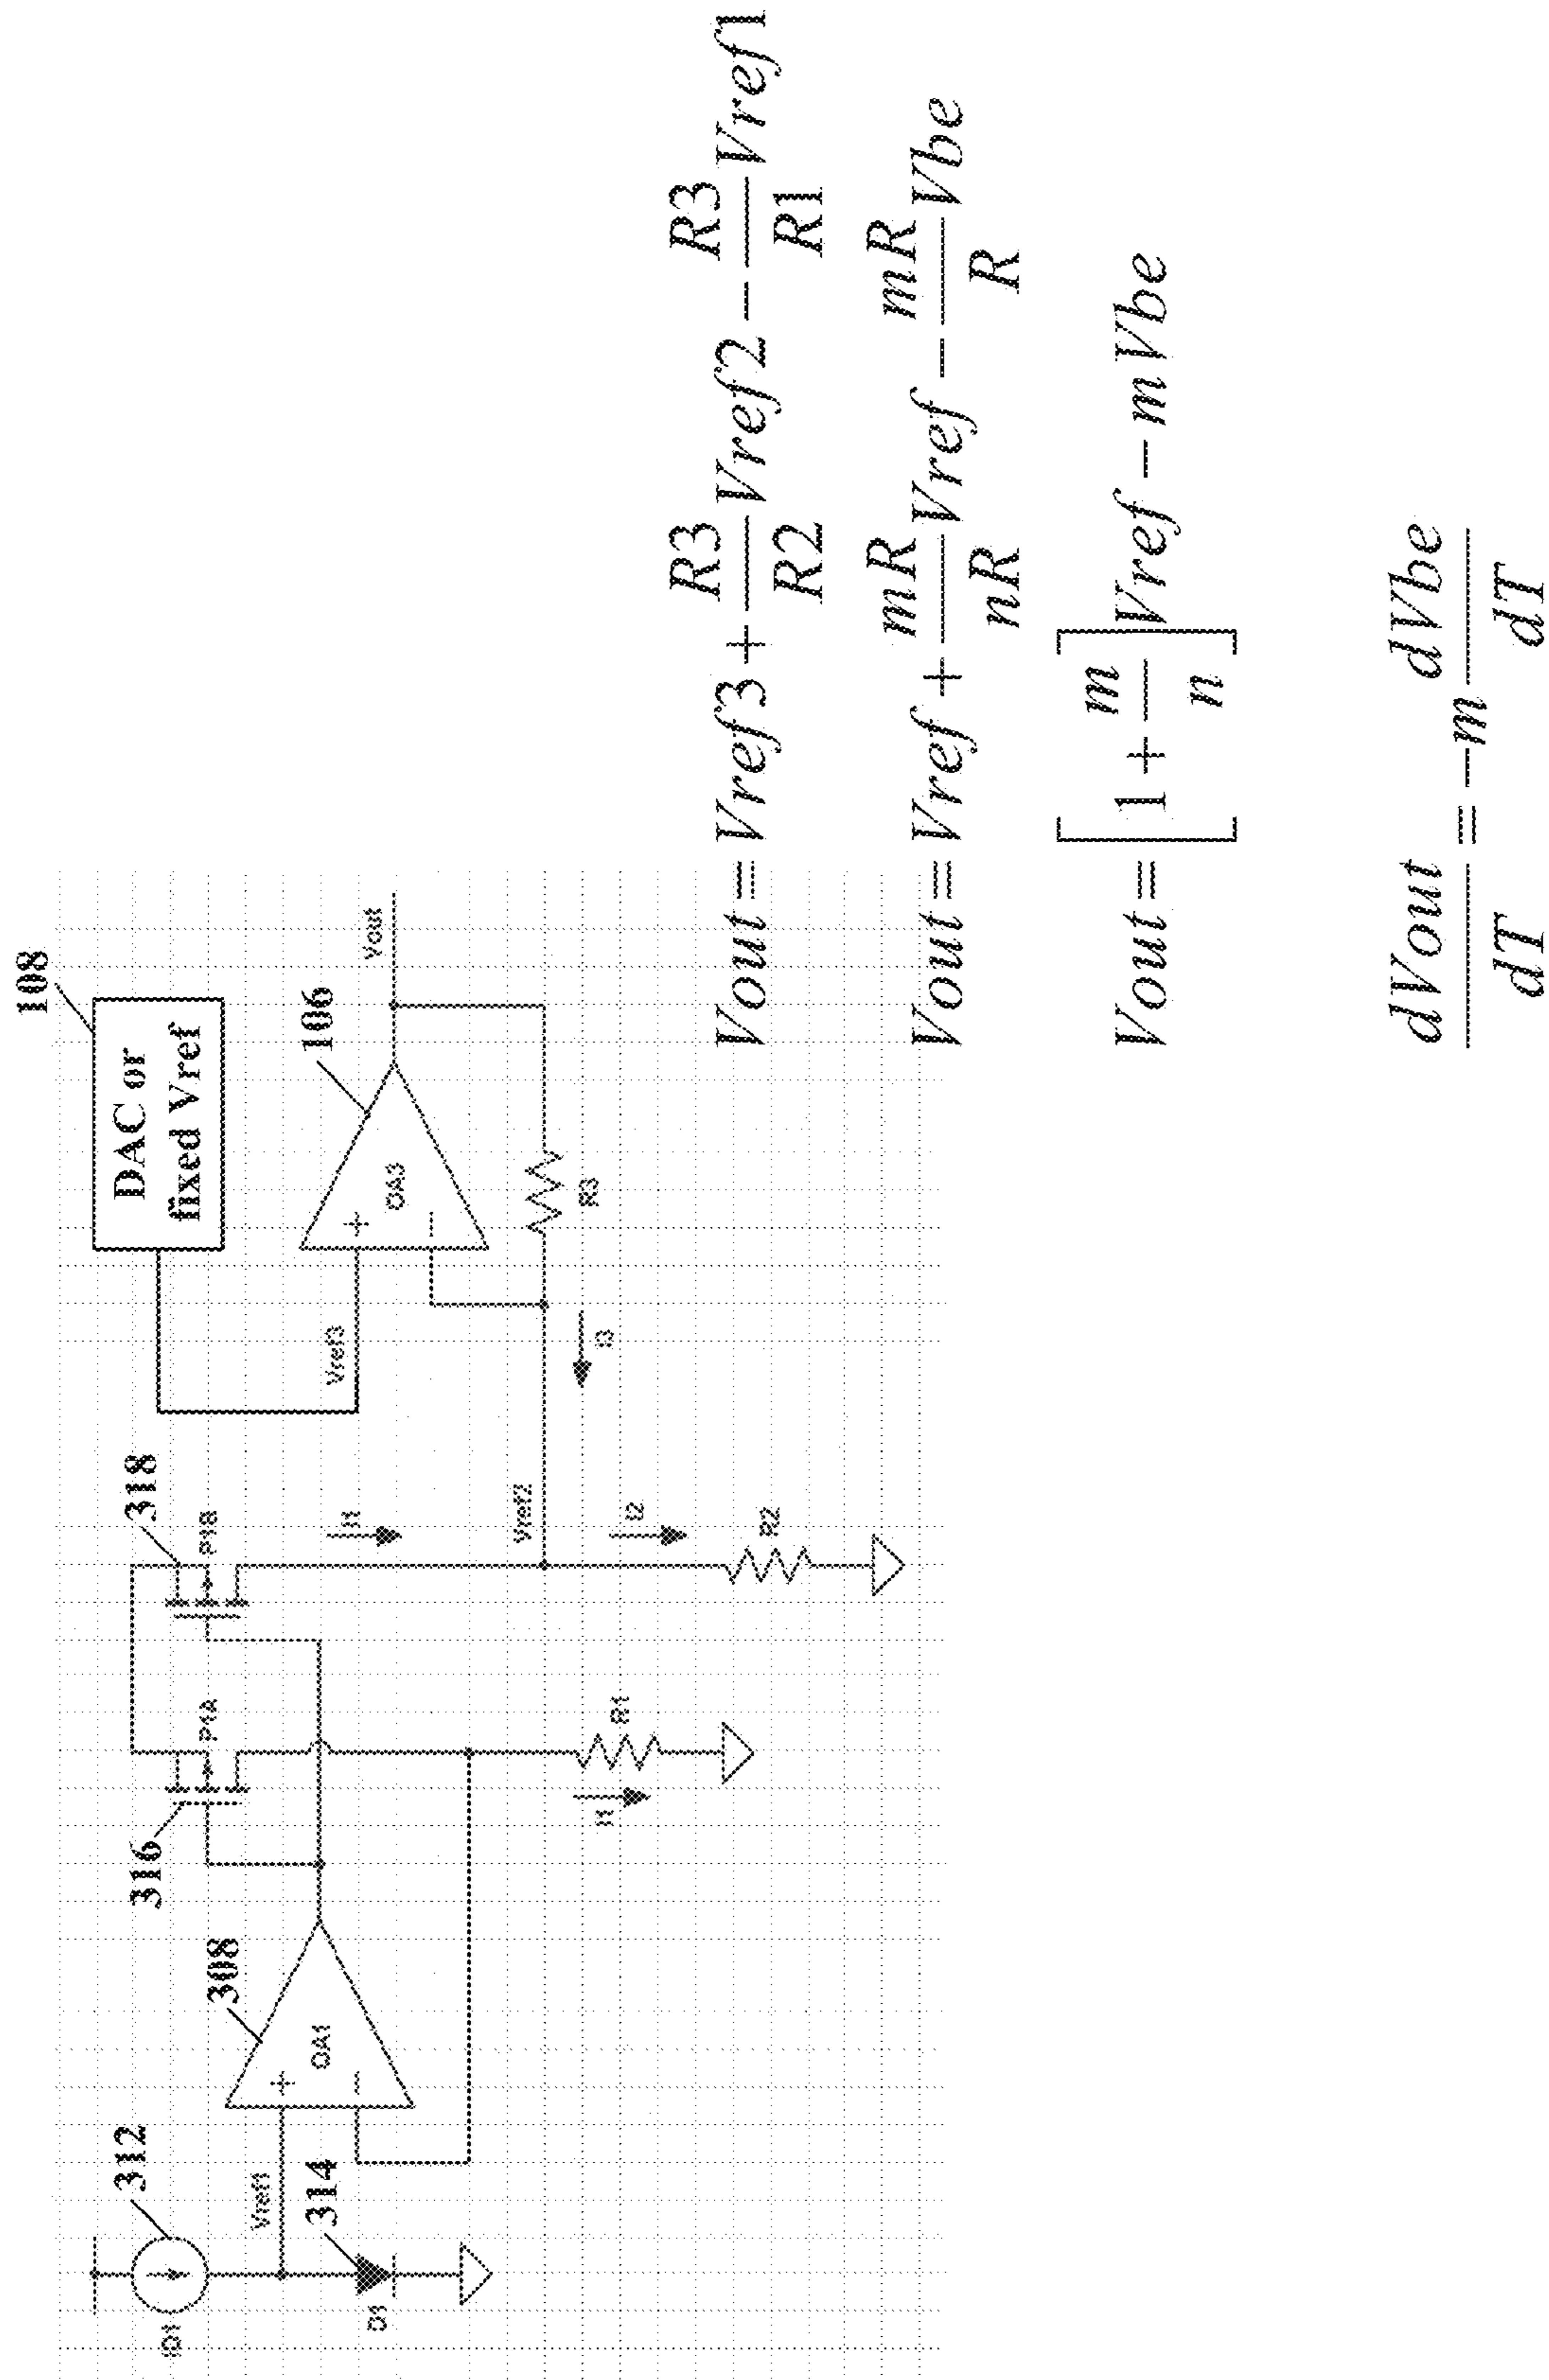 108
DAC or
fixed Vref
106
Vout
OA3
+
−
R3
Vref3
I3
318
P1B
I1
Vref2
I2
R2
316
P1A
R1
I1
308
OA1
+
−
312
Vref1
314
ID1
D1
Vout = Vref3 + R3/R2 Vref2 − R3/R1 Vref1
Vout = Vref + mR/nR Vref − mR/R Vbe
Vout = [1 + m/n] Vref − mVbe
dVout/dT = −m dVbe/dT